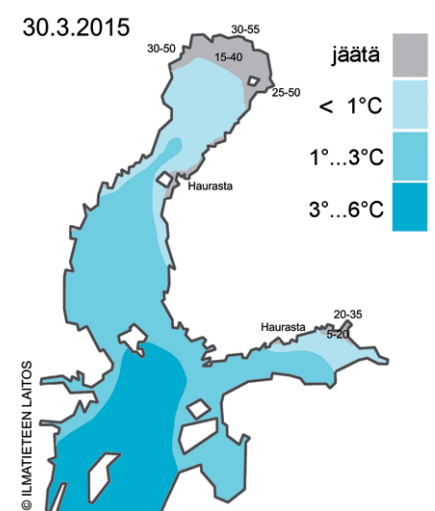 30.3.2015
30-55
30-50
15-40
25-50
jäätä
< 1°C
1°...3°C
3°...6°C
Haurasta
20-35
Haurasta
5-20
© ILMATIETEEN LAITOS